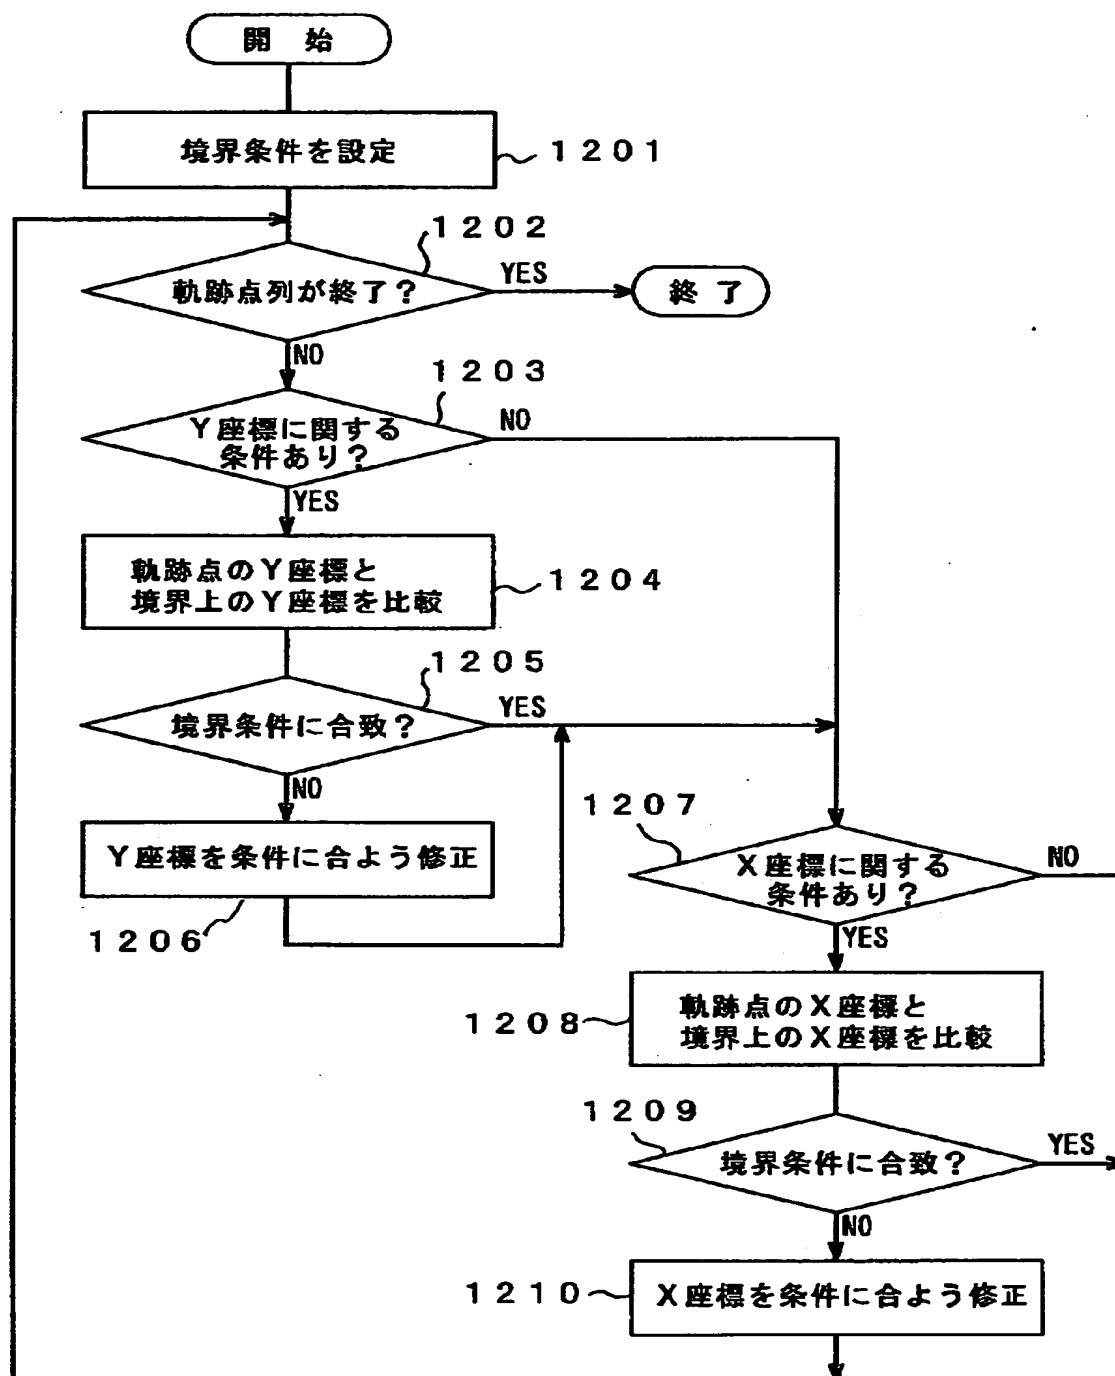 開 始
境界条件を設定
1201
1202
軌跡点列が終了?
YES
終 了
NO
1203
Y座標に関する
条件あり?
NO
YES
軌跡点のY座標と
境界上のY座標を比較
1204
1205
境界条件に合致?
YES
NO
Y座標を条件に合よう修正
1206
1207
X座標に関する
条件あり?
NO
YES
軌跡点のX座標と
境界上のX座標を比較
1208
1209
境界条件に合致?
YES
NO
1210
X座標を条件に合よう修正